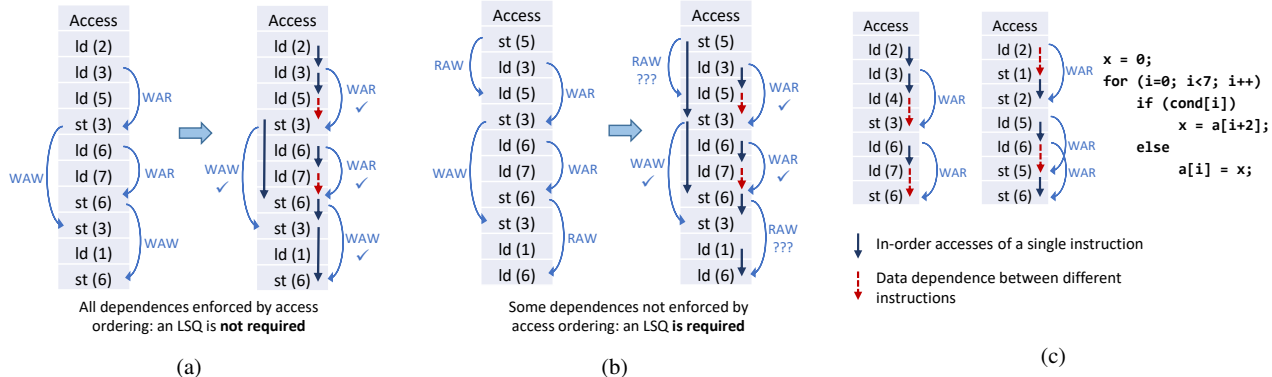 Access
ld (2)
ld (3)
ld (5)
st (3)
ld (6)
ld (7)
st (6)
st (3)
ld (1)
st (6)
WAR
WAW
WAR
WAW
Access
ld (2)
ld (3)
ld (5)
st (3)
ld (6)
ld (7)
st (6)
st (3)
ld (1)
st (6)
WAR
✓
WAW
✓
WAR
✓
WAW
✓
All dependences enforced by access
ordering: an LSQ is not required
(a)
Access
st (5)
ld (3)
ld (5)
st (3)
ld (6)
ld (7)
st (6)
st (3)
ld (1)
ld (6)
RAW
WAR
WAW
WAR
RAW
Access
st (5)
ld (3)
ld (5)
st (3)
ld (6)
ld (7)
st (6)
st (3)
ld (1)
ld (6)
RAW
???
WAR
✓
WAW
✓
WAR
✓
RAW
???
Some dependences not enforced by
access ordering: an LSQ is required
(b)
Access
ld (2)
ld (3)
ld (4)
st (3)
ld (6)
ld (7)
st (6)
WAR
WAR
Access
ld (2)
st (1)
st (2)
ld (5)
ld (6)
st (5)
st (6)
WAR
WAR
x = 0;
for (i=0; i<7; i++)
if (cond[i])
x = a[i+2];
else
a[i] = x;
In-order accesses of a single instruction
Data dependence between different
instructions
(c)